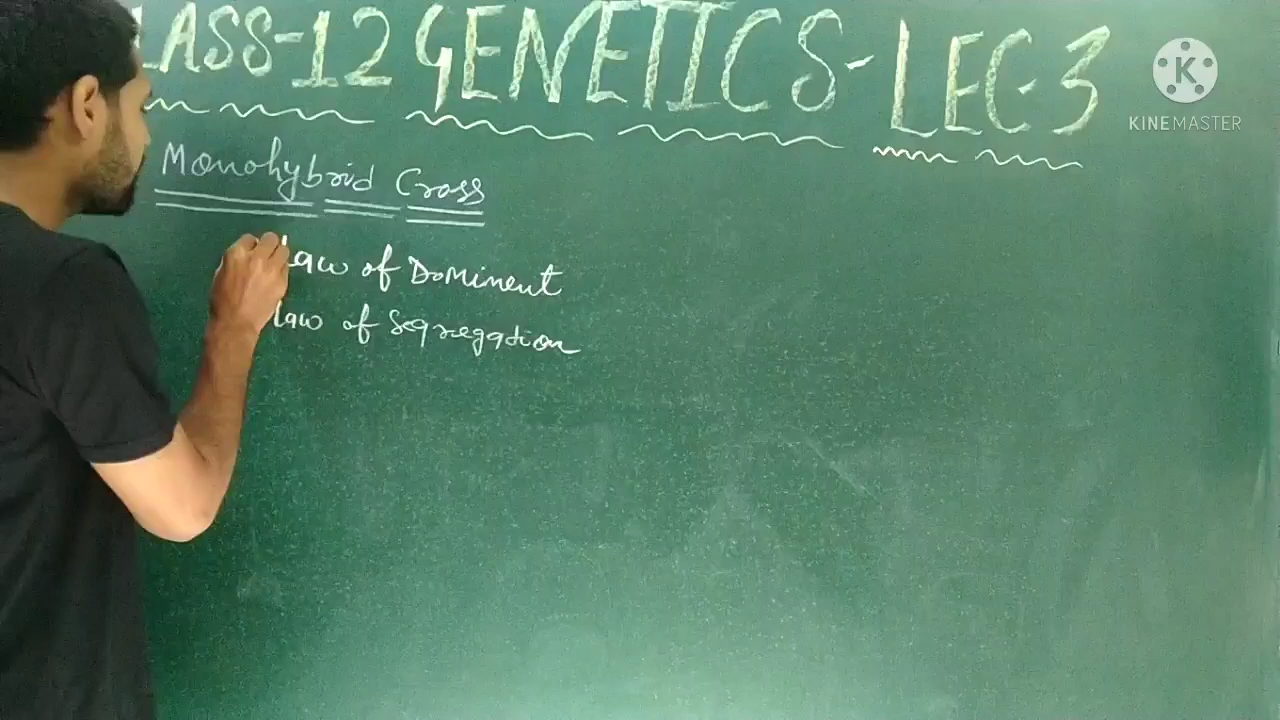 LASS-12 GENETICS-LEC-3
KINEMASTER
Monohybrid Cross
Law of Dominent
law of Segregation